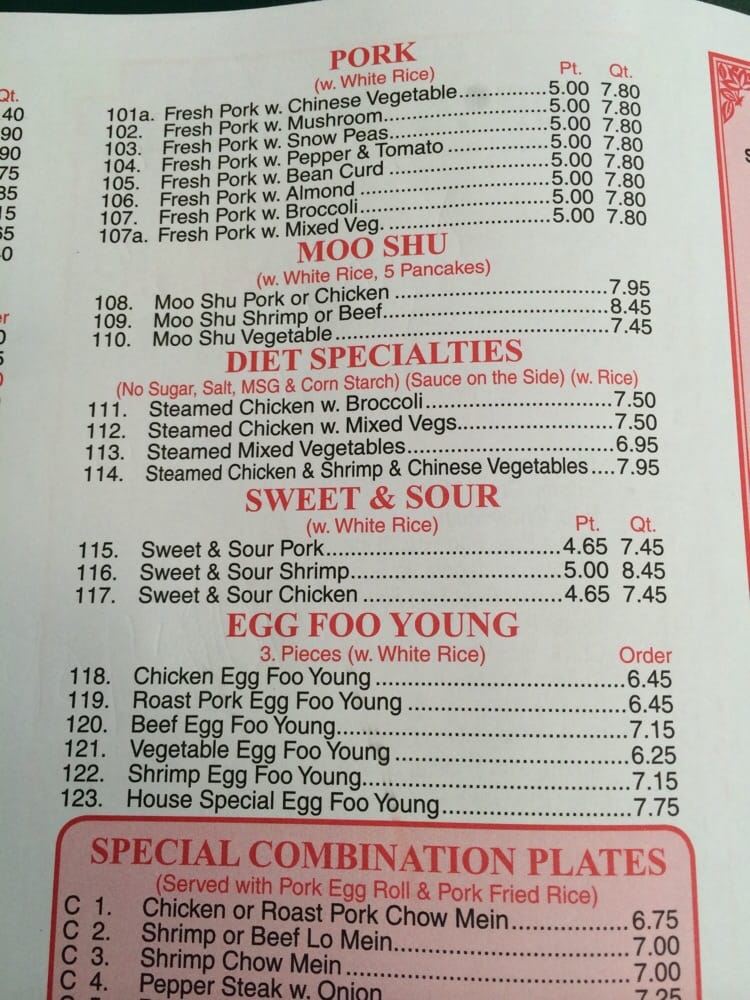 PORK
(w. White Rice) Pt. Qt.
101a. Fresh Pork w. Chinese Vegetable 5.00 7.80
102. Fresh Pork w. Mushroom 5.00 7.80
103. Fresh Pork w. Snow Peas 5.00 7.80
104. Fresh Pork w. Pepper & Tomato 5.00 7.80
105. Fresh Pork w. Bean Curd 5.00 7.80
106. Fresh Pork w. Almond 5.00 7.80
107. Fresh Pork w. Broccoli 5.00 7.80
107a. Fresh Pork w. Mixed Veg. 5.00 7.80
MOO SHU
(w. White Rice, 5 Pancakes)
108. Moo Shu Pork or Chicken 7.95
109. Moo Shu Shrimp or Beef 8.45
110. Moo Shu Vegetable 7.45
DIET SPECIALTIES
(No Sugar, Salt, MSG & Corn Starch) (Sauce on the Side) (w. Rice)
111. Steamed Chicken w. Broccoli 7.50
112. Steamed Chicken w. Mixed Vegs. 7.50
113. Steamed Mixed Vegetables 6.95
114. Steamed Chicken & Shrimp & Chinese Vegetables 7.95
SWEET & SOUR
(w. White Rice) Pt. Qt.
115. Sweet & Sour Pork 4.65 7.45
116. Sweet & Sour Shrimp 5.00 8.45
117. Sweet & Sour Chicken 4.65 7.45
EGG FOO YOUNG
3. Pieces (w. White Rice) Order
118. Chicken Egg Foo Young 6.45
119. Roast Pork Egg Foo Young 6.45
120. Beef Egg Foo Young 7.15
121. Vegetable Egg Foo Young 6.25
122. Shrimp Egg Foo Young 7.15
123. House Special Egg Foo Young 7.75
SPECIAL COMBINATION PLATES
(Served with Pork Egg Roll & Pork Fried Rice)
C 1. Chicken or Roast Pork Chow Mein 6.75
C 2. Shrimp or Beef Lo Mein 7.00
C 3. Shrimp Chow Mein 7.00
C 4. Pepper Steak w. Onion 7.25